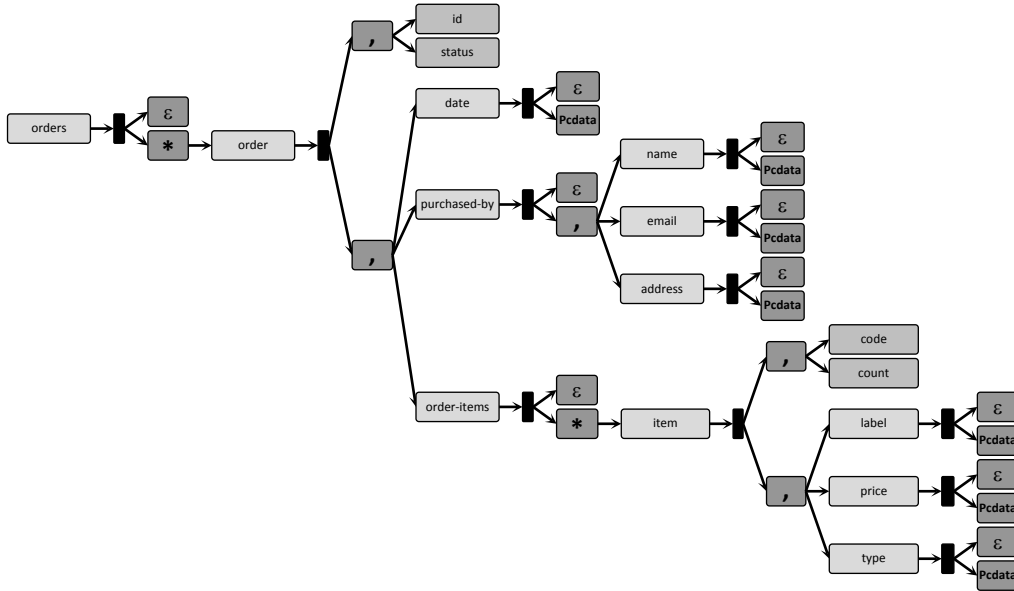 id
,
status
ε
date
ε
Pcdata
orders
*
order
name
ε
Pcdata
purchased-by
ε
,
email
ε
Pcdata
,
address
ε
Pcdata
code
,
count
order-items
ε
*
item
label
ε
Pcdata
,
price
ε
Pcdata
type
ε
Pcdata